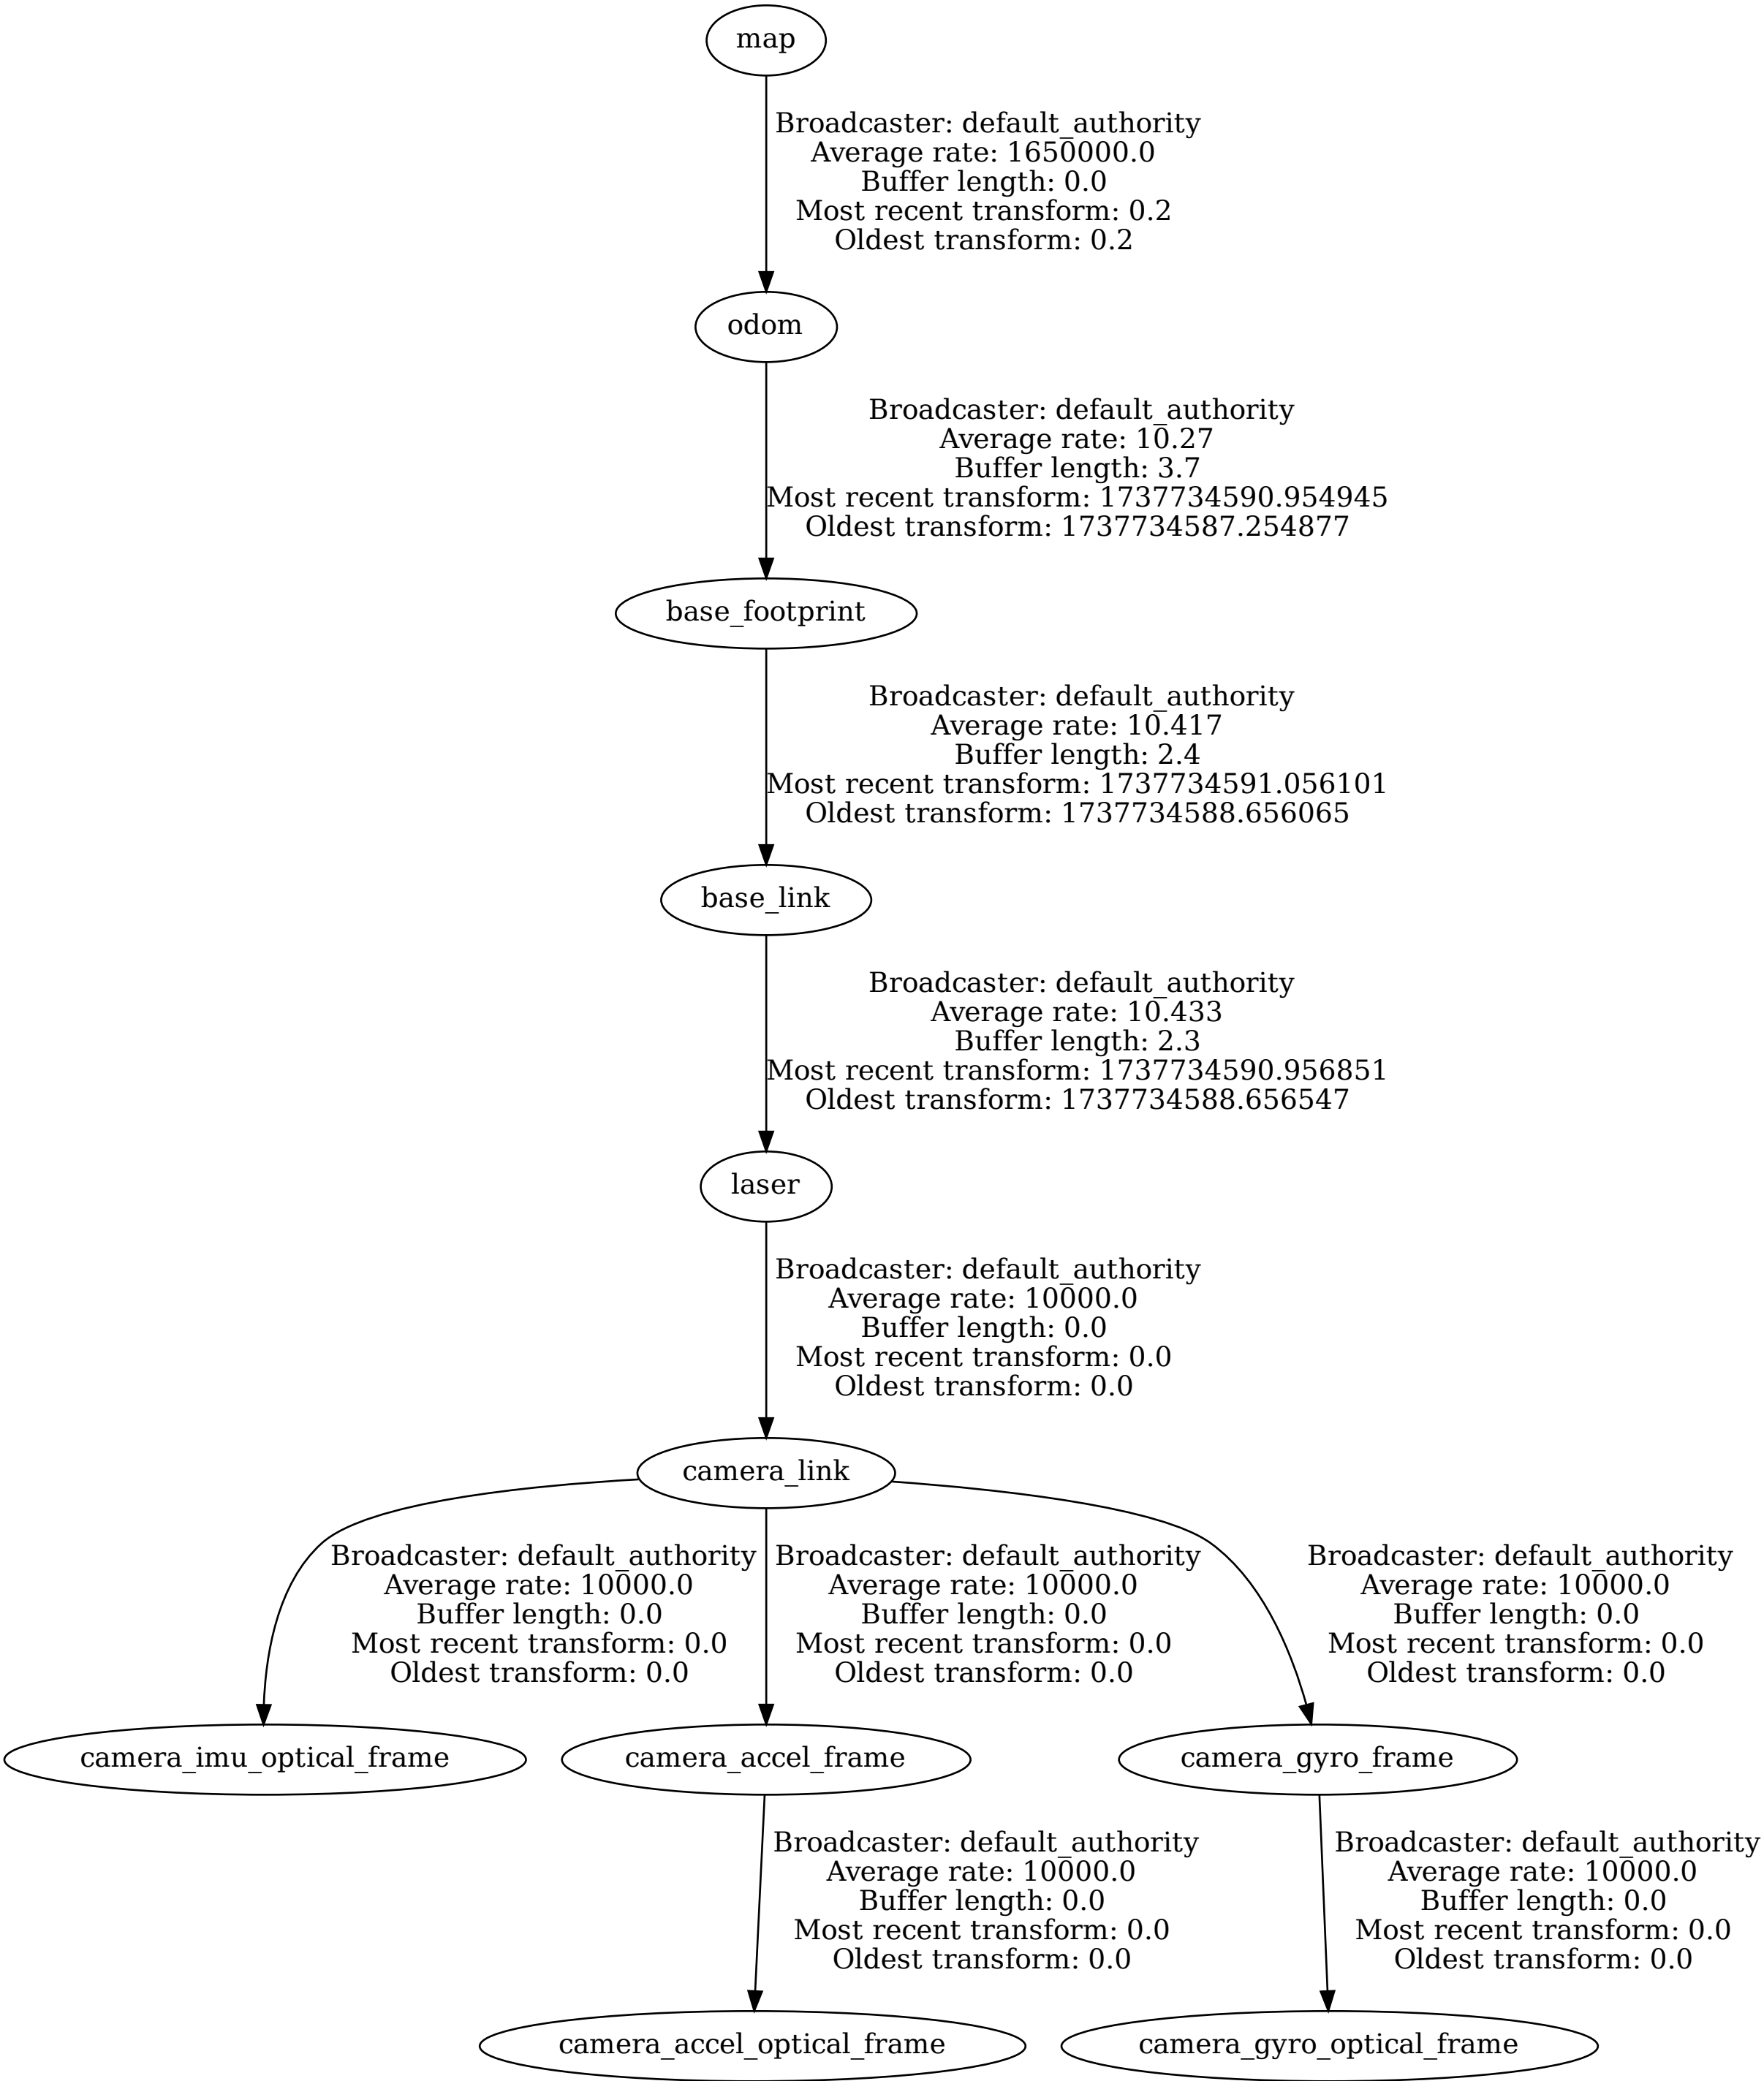 map
Broadcaster: default_authority
Average rate: 1650000.0
Buffer length: 0.0
Most recent transform: 0.2
Oldest transform: 0.2
odom
Broadcaster: default_authority
Average rate: 10.27
Buffer length: 3.7
Most recent transform: 1737734590.954945
Oldest transform: 1737734587.254877
base_footprint
Broadcaster: default_authority
Average rate: 10.417
Buffer length: 2.4
Most recent transform: 1737734591.056101
Oldest transform: 1737734588.656065
base_link
Broadcaster: default_authority
Average rate: 10.433
Buffer length: 2.3
Most recent transform: 1737734590.956851
Oldest transform: 1737734588.656547
laser
Broadcaster: default_authority
Average rate: 10000.0
Buffer length: 0.0
Most recent transform: 0.0
Oldest transform: 0.0
camera_link
Broadcaster: default_authority
Average rate: 10000.0
Buffer length: 0.0
Most recent transform: 0.0
Oldest transform: 0.0
Broadcaster: default_authority
Average rate: 10000.0
Buffer length: 0.0
Most recent transform: 0.0
Oldest transform: 0.0
Broadcaster: default_authority
Average rate: 10000.0
Buffer length: 0.0
Most recent transform: 0.0
Oldest transform: 0.0
camera_imu_optical_frame
camera_accel_frame
camera_gyro_frame
Broadcaster: default_authority
Average rate: 10000.0
Buffer length: 0.0
Most recent transform: 0.0
Oldest transform: 0.0
Broadcaster: default_authority
Average rate: 10000.0
Buffer length: 0.0
Most recent transform: 0.0
Oldest transform: 0.0
camera_accel_optical_frame
camera_gyro_optical_frame